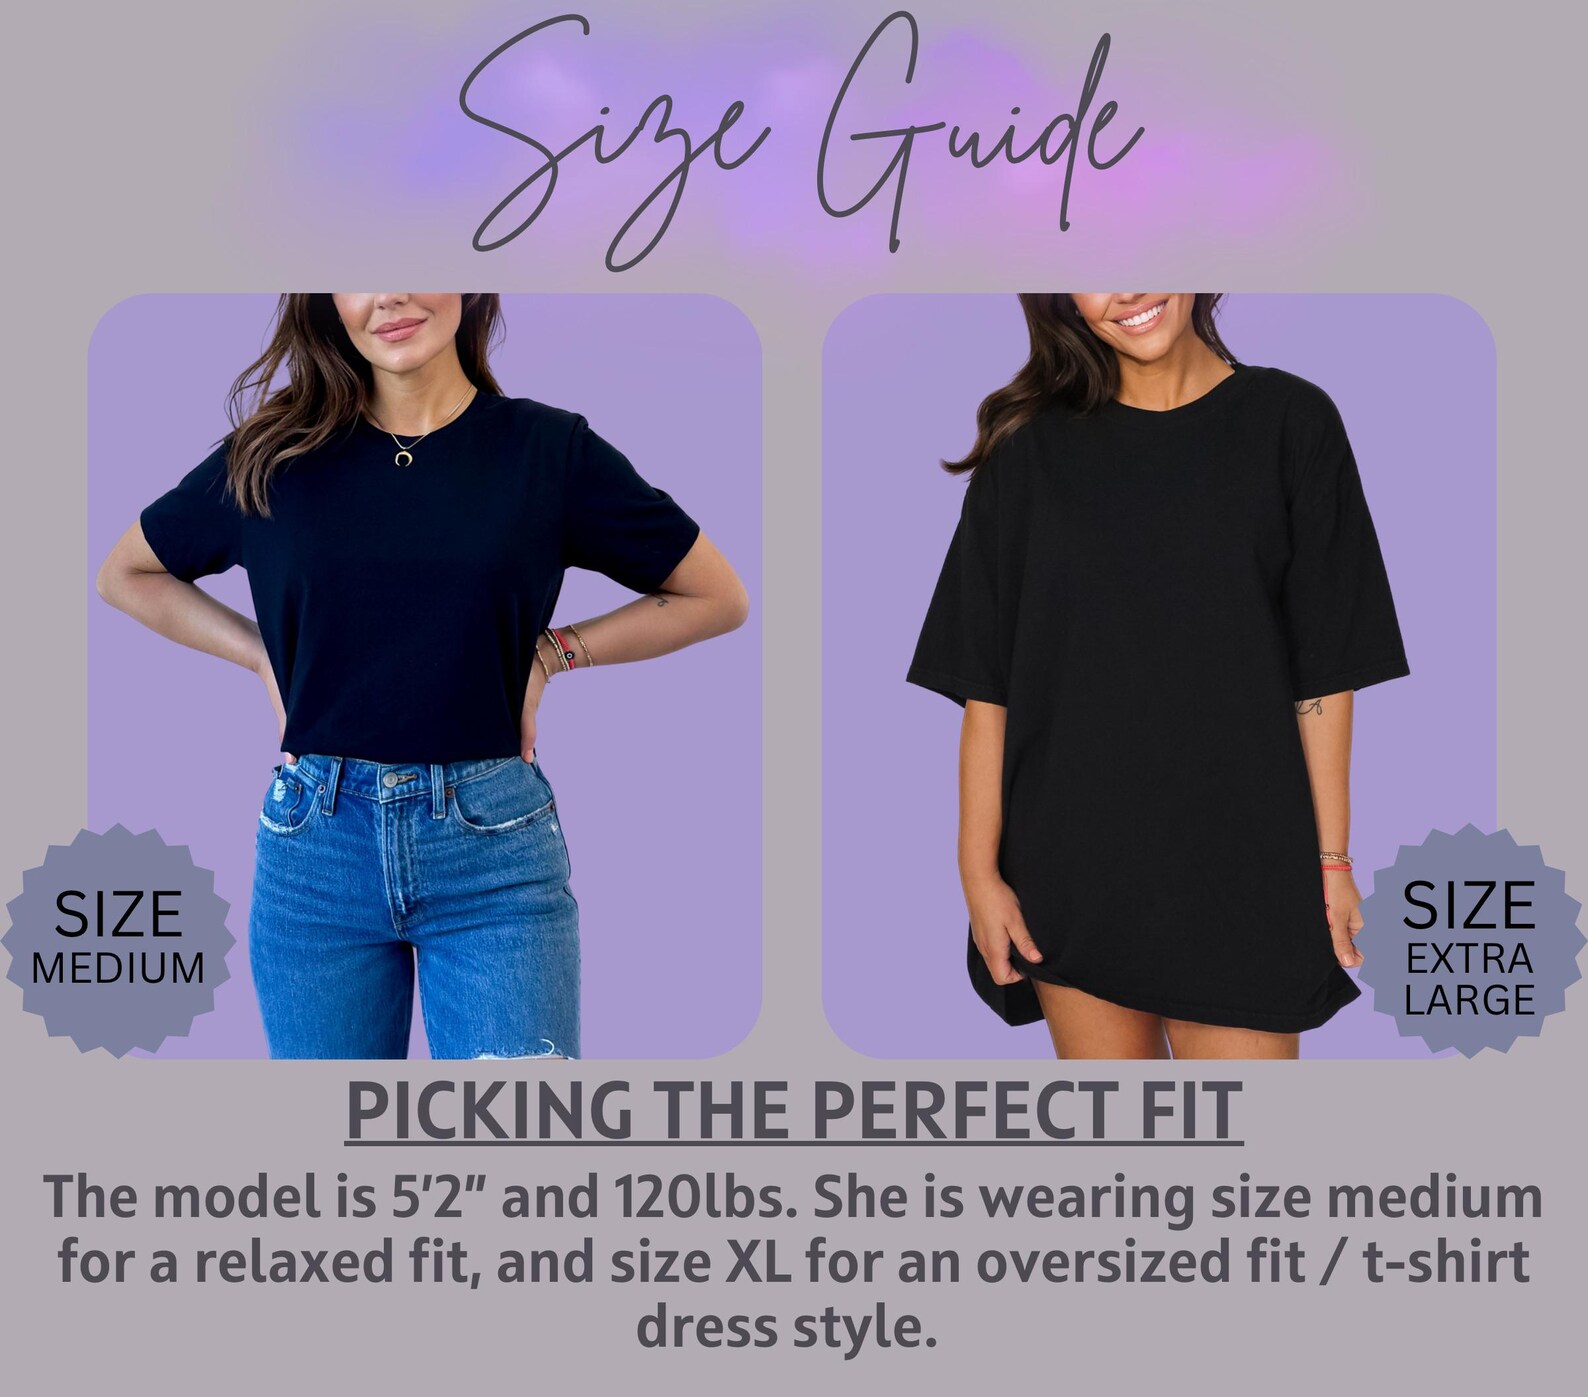 Size Guide
SIZE
MEDIUM
SIZE
EXTRA
LARGE
PICKING THE PERFECT FIT
The model is 5'2" and 120lbs. She is wearing size medium
for a relaxed fit, and size XL for an oversized fit / t-shirt
dress style.